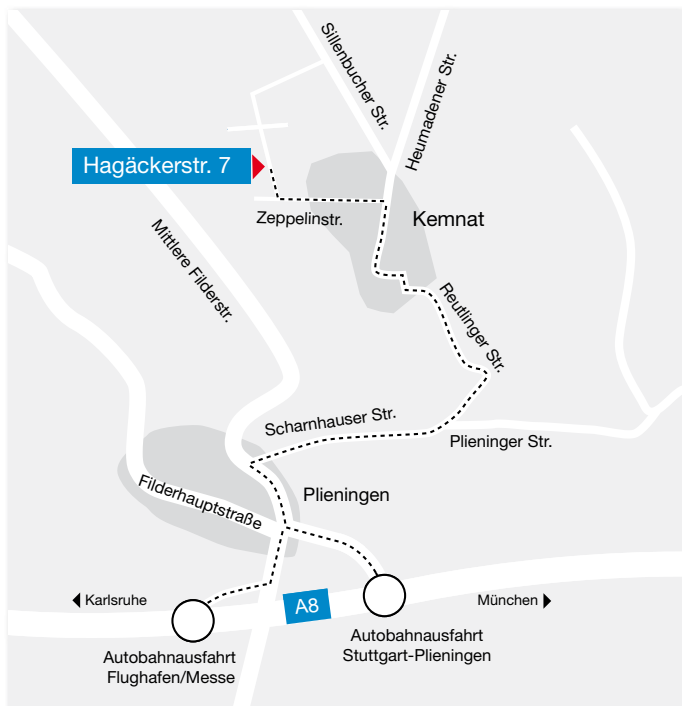 Sillenbucher Str.
Heumadener Str.
Hagäckerstr. 7
Zeppelinstr.
Kemnat
Mittlere Filderstr.
Reutlinger Str.
Scharnhauser Str.
Plieninger Str.
Filderhauptstraße
Plieningen
Karlsruhe
A8
München
Autobahnausfahrt
Stuttgart-Plieningen
Autobahnausfahrt
Flughafen/Messe